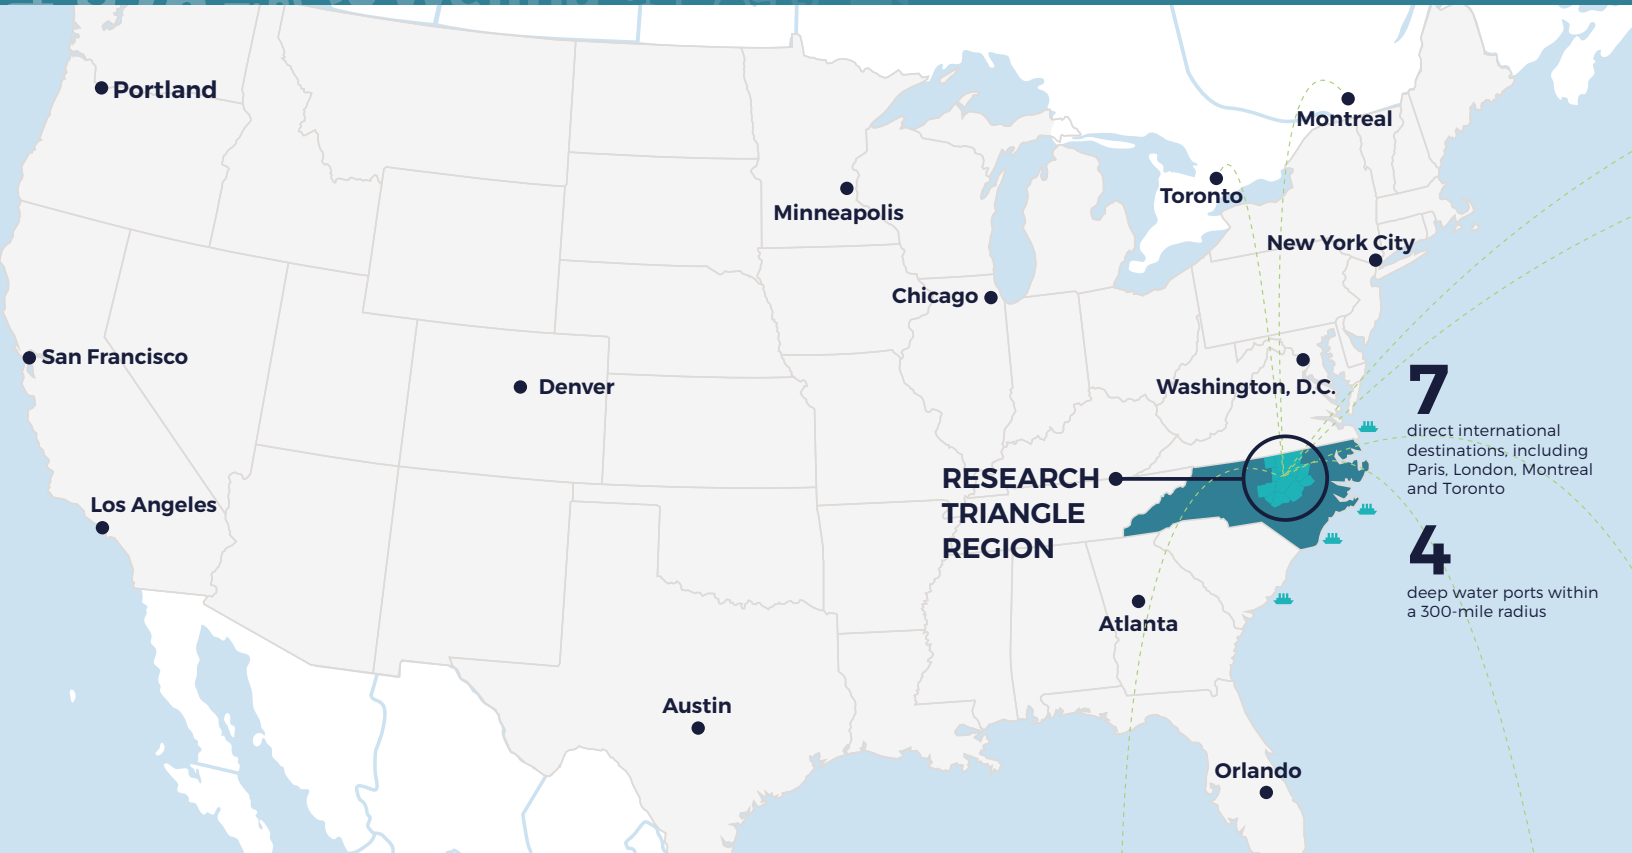 Portland
Montreal
Toronto
Minneapolis
New York City
Chicago
San Francisco
Denver
Washington, D.C.
7
direct international
destinations, including
Paris, London, Montreal
and Toronto
RESEARCH
TRIANGLE
REGION
Los Angeles
4
deep water ports within
a 300-mile radius
Atlanta
Austin
Orlando